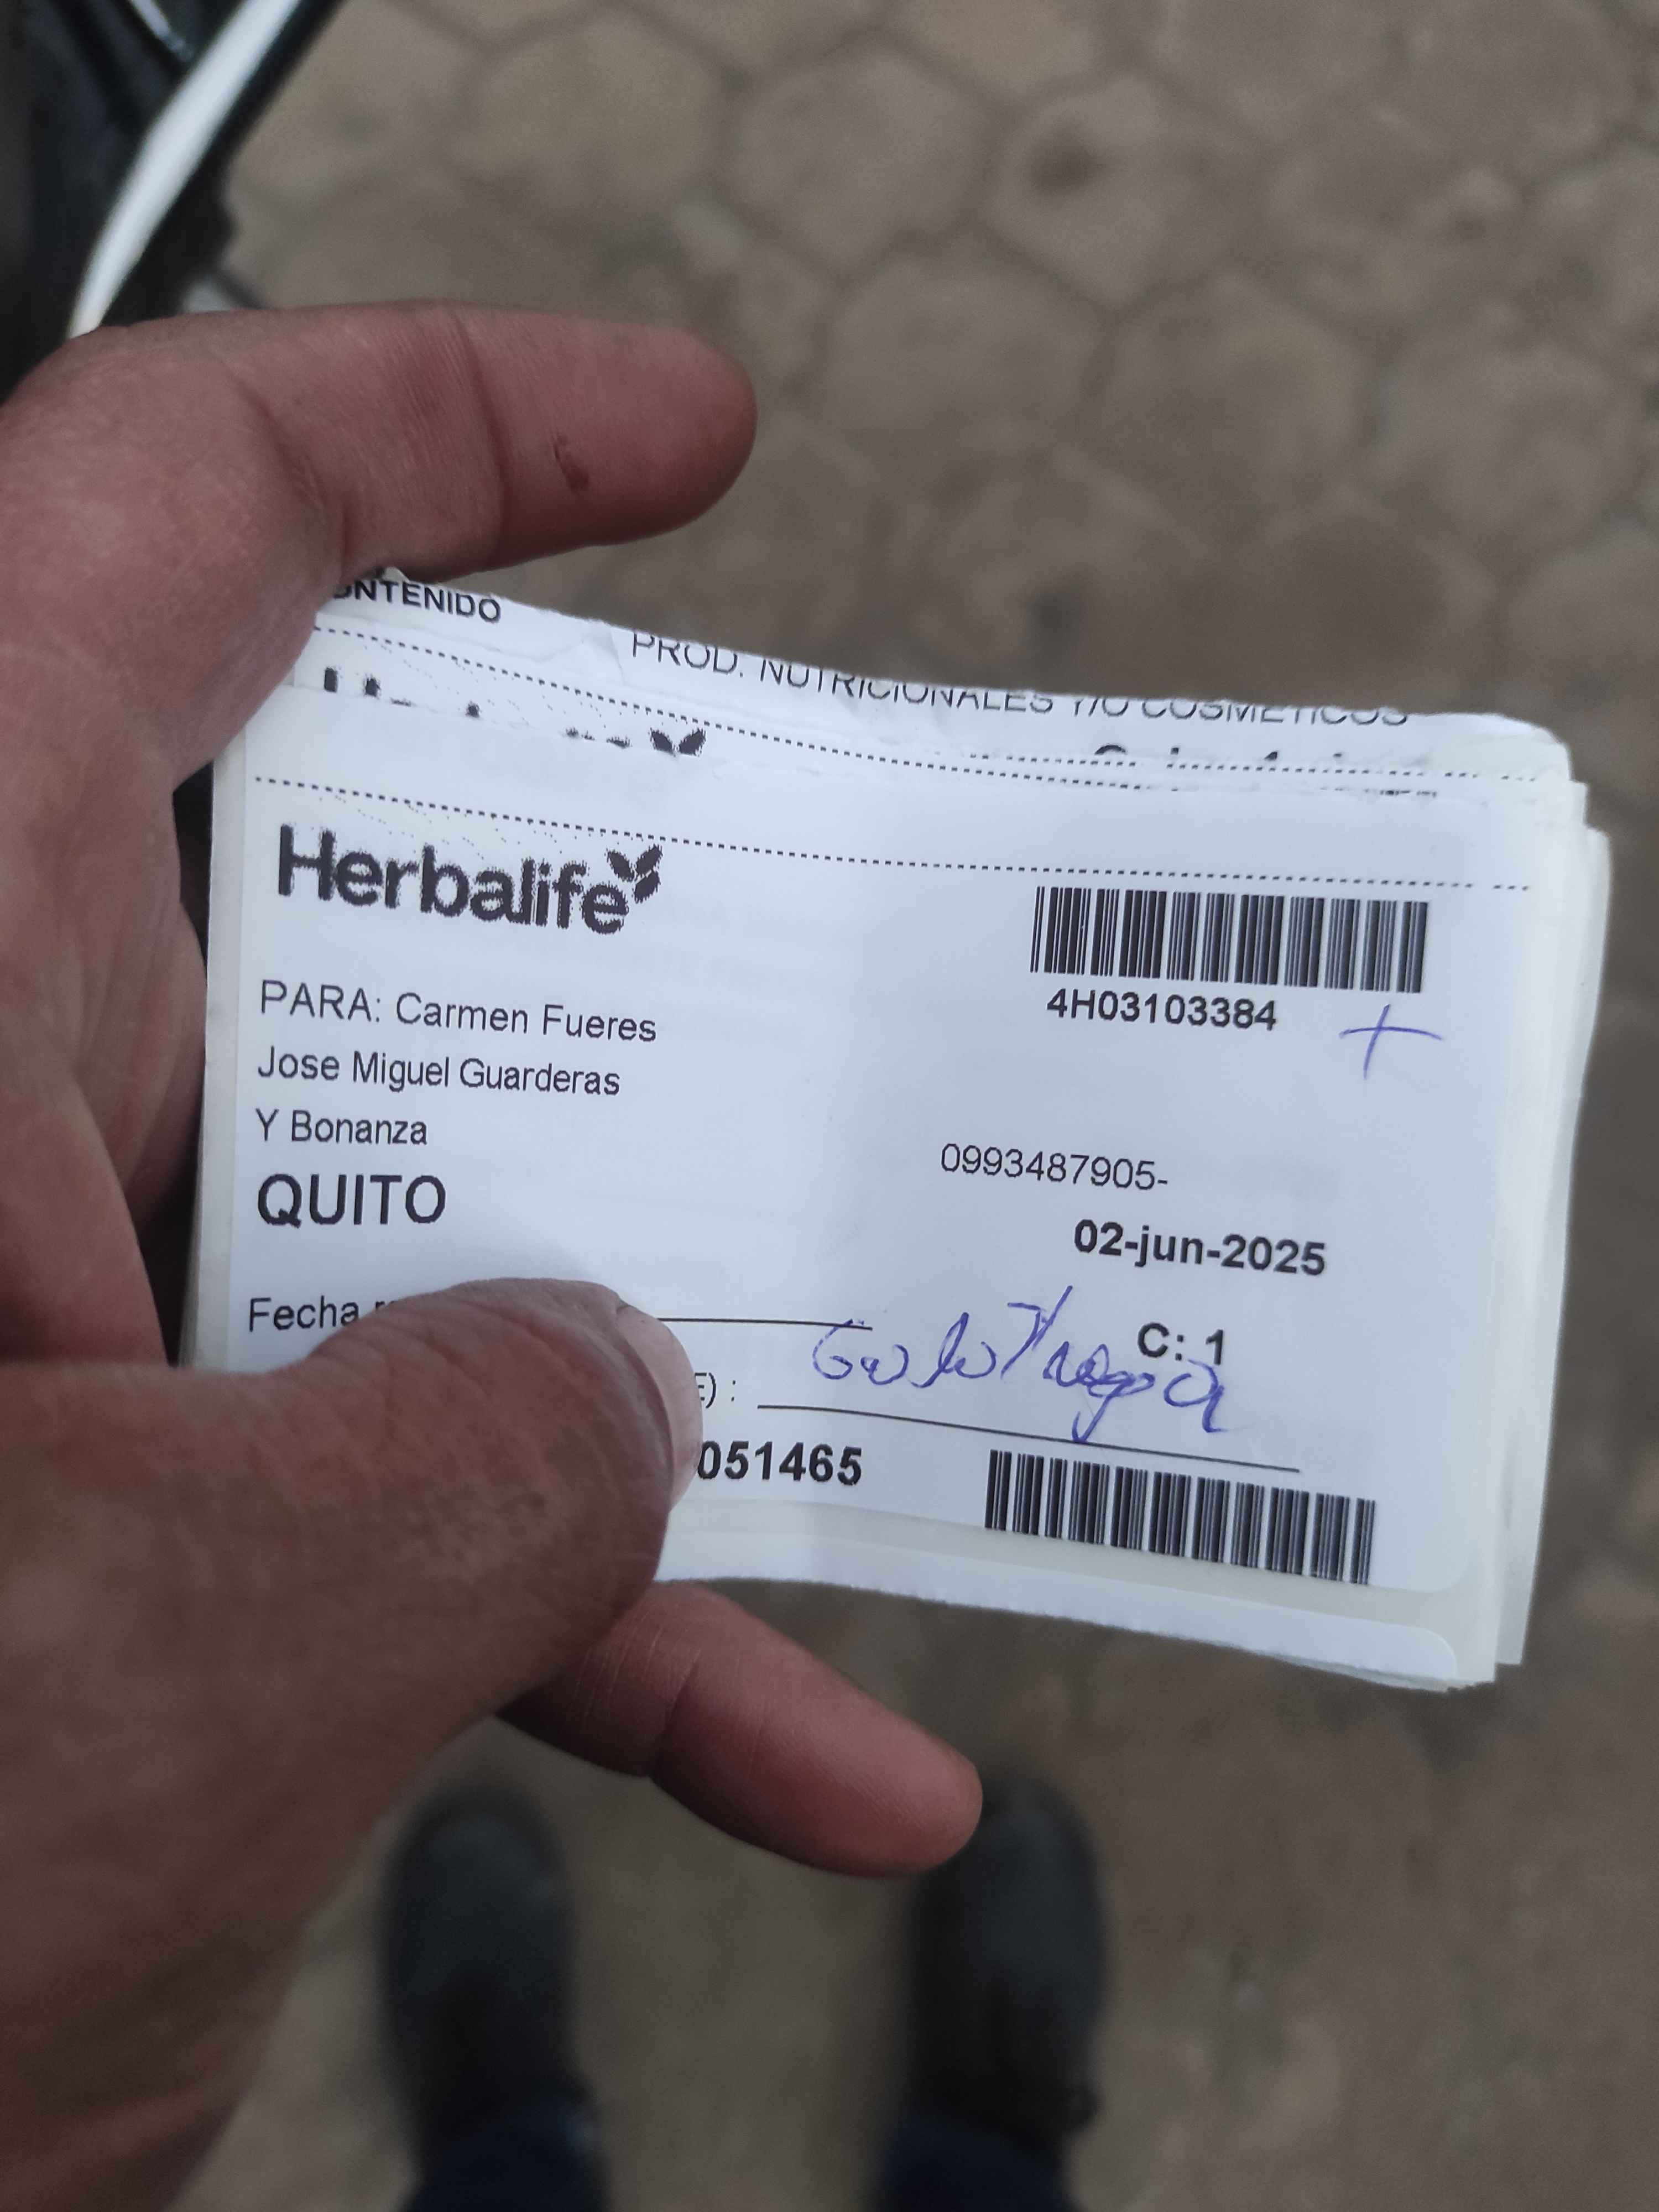 CONTENIDO
PROD. NUTRICIONALES Y/O COSMETICOS
Herbalife
4H03103384
PARA: Carmen Fueres
Jose Miguel Guarderas
Y Bonanza
0993487905-
QUITO
02-jun-2025
Fecha
C: 1
E) :
051465